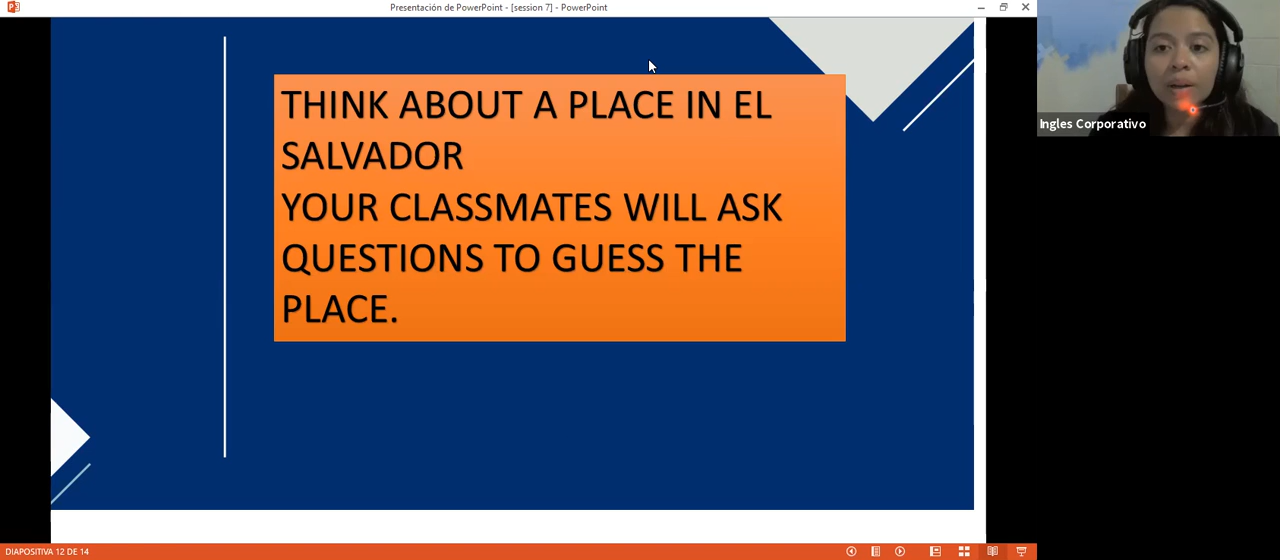 Presentación de PowerPoint - [session 7] - PowerPoint
THINK ABOUT A PLACE IN EL
SALVADOR
YOUR CLASSMATES WILL ASK
QUESTIONS TO GUESS THE
PLACE.
Ingles Corporativo
DIAPOSITIVA 12 DE 14